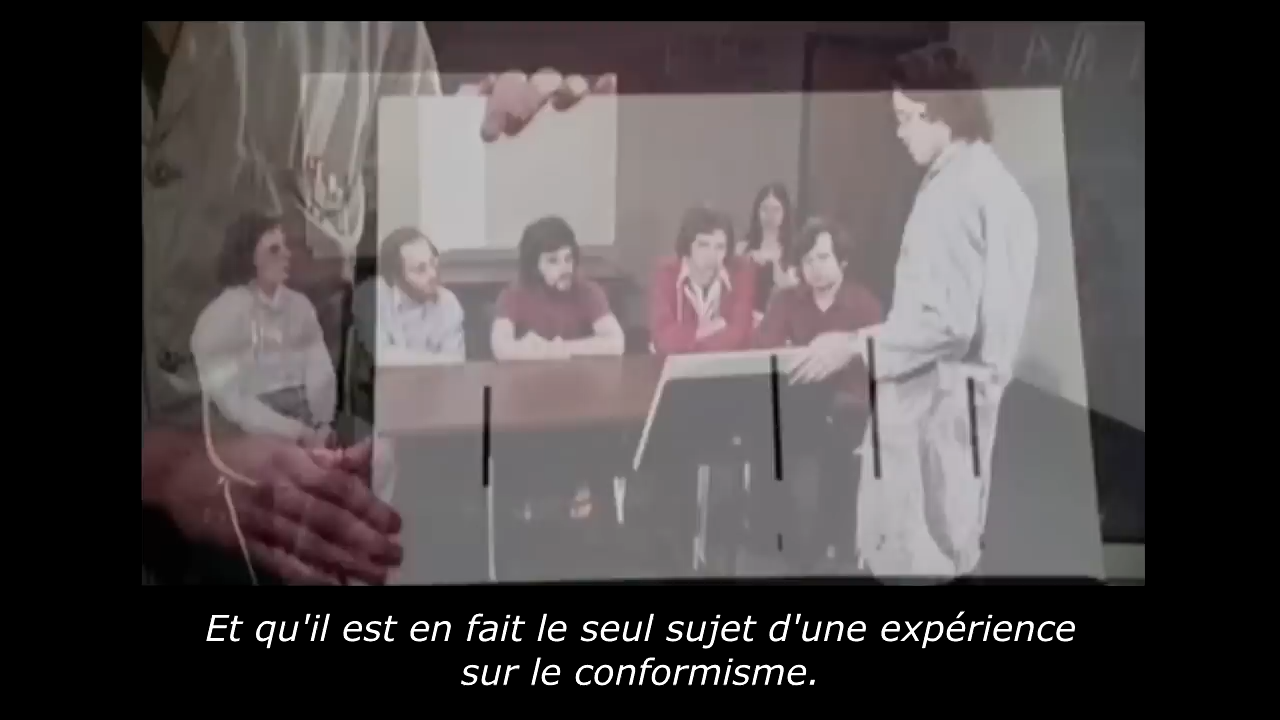 Et qu'il est en fait le seul sujet d'une expérience
sur le conformisme.